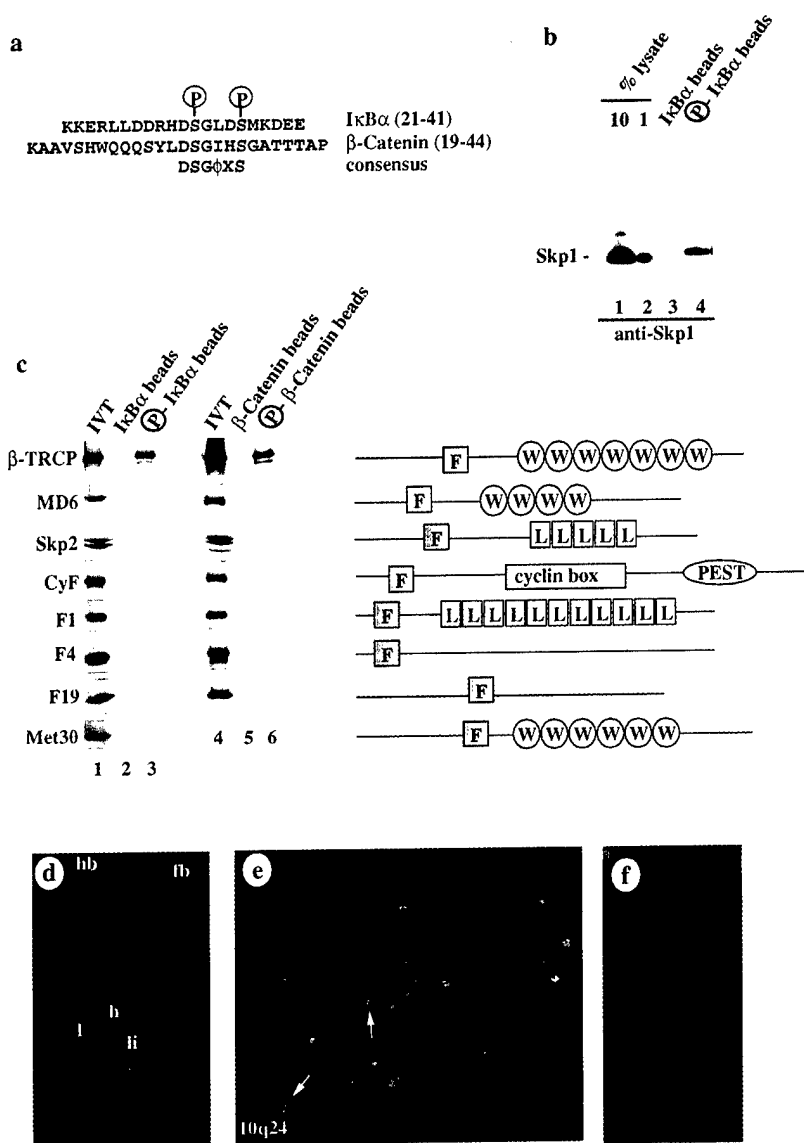 a
P P
KKERLLDDRHDSGLDSMKDEE IκBα (21-41)
KAAVSHWQQQSYLDSGIHSGATTTAP β-Catenin (19-44)
DSGϕXS consensus
b
% lysate
10 1
IκBα beads
P- IκBα beads
Skp1 -
1 2 3 4
anti-Skp1
c
IVT
IκBα beads
P- IκBα beads
IVT
β-Catenin beads
P- β-Catenin beads
β-TRCP
F W W W W W W W
MD6
F W W W W
Skp2
F L L L L L
CyF
F cyclin box PEST
F1
F L L L L L L L L L L L
F4
F
F19
F
Met30
F W W W W W W
1 2 3
4 5 6
d
hb
fb
h
l
li
e
10q24
f